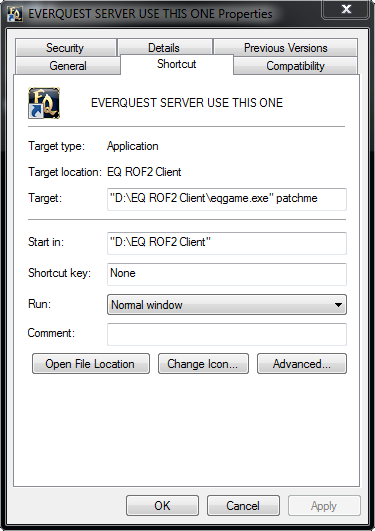 EVERQUEST SERVER USE THIS ONE Properties
Security Details Previous Versions
General Shortcut Compatibility
EQ EVERQUEST SERVER USE THIS ONE
Target type: Application
Target location: EQ ROF2 Client
Target: "D:\EQ ROF2 Client\eqgame.exe" patchme
Start in: "D:\EQ ROF2 Client"
Shortcut key: None
Run: Normal window
Comment:
Open File Location Change Icon... Advanced...
OK Cancel Apply